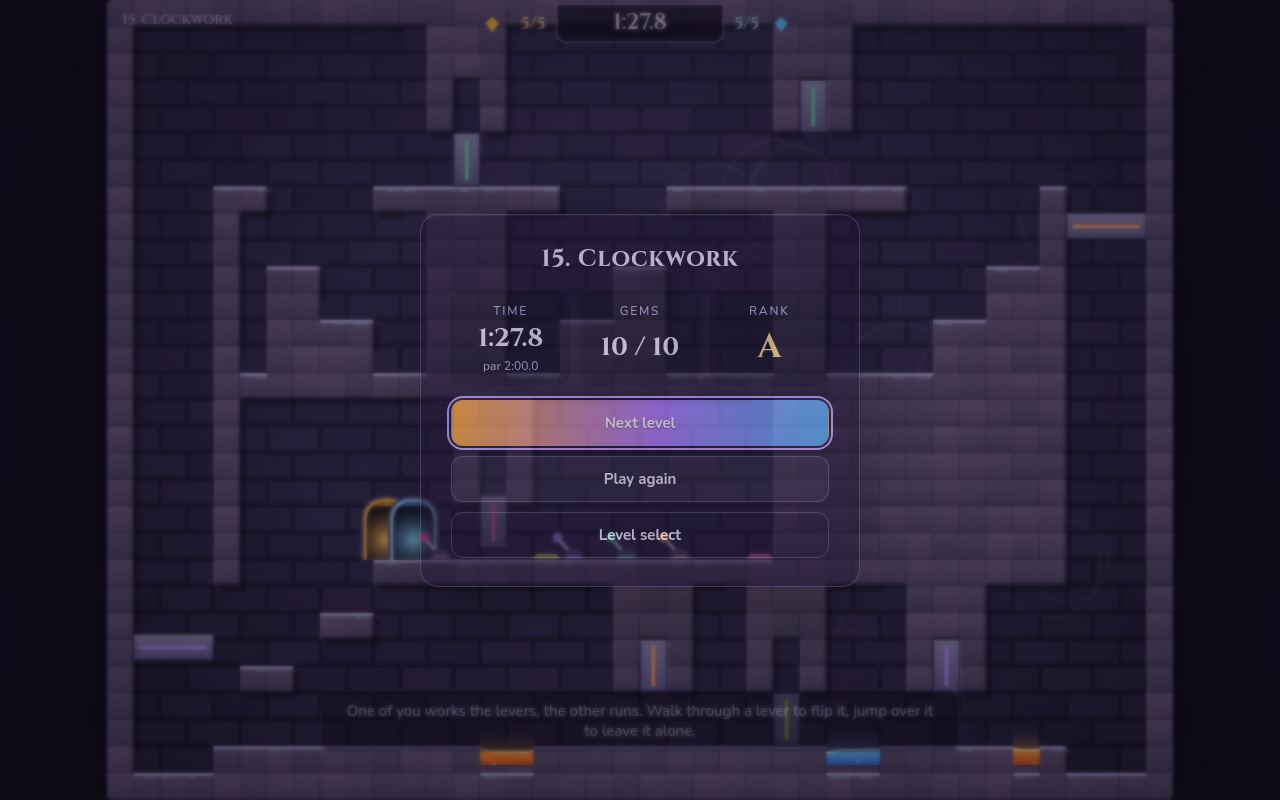 15. Clockwork
5/5
1:27.8
5/5
15. Clockwork
TIME
1:27.8
par 2:00.0
GEMS
10 / 10
RANK
A
Next level
Play again
Level select
One of you works the levers, the other runs. Walk through a lever to flip it, jump over it
to leave it alone.